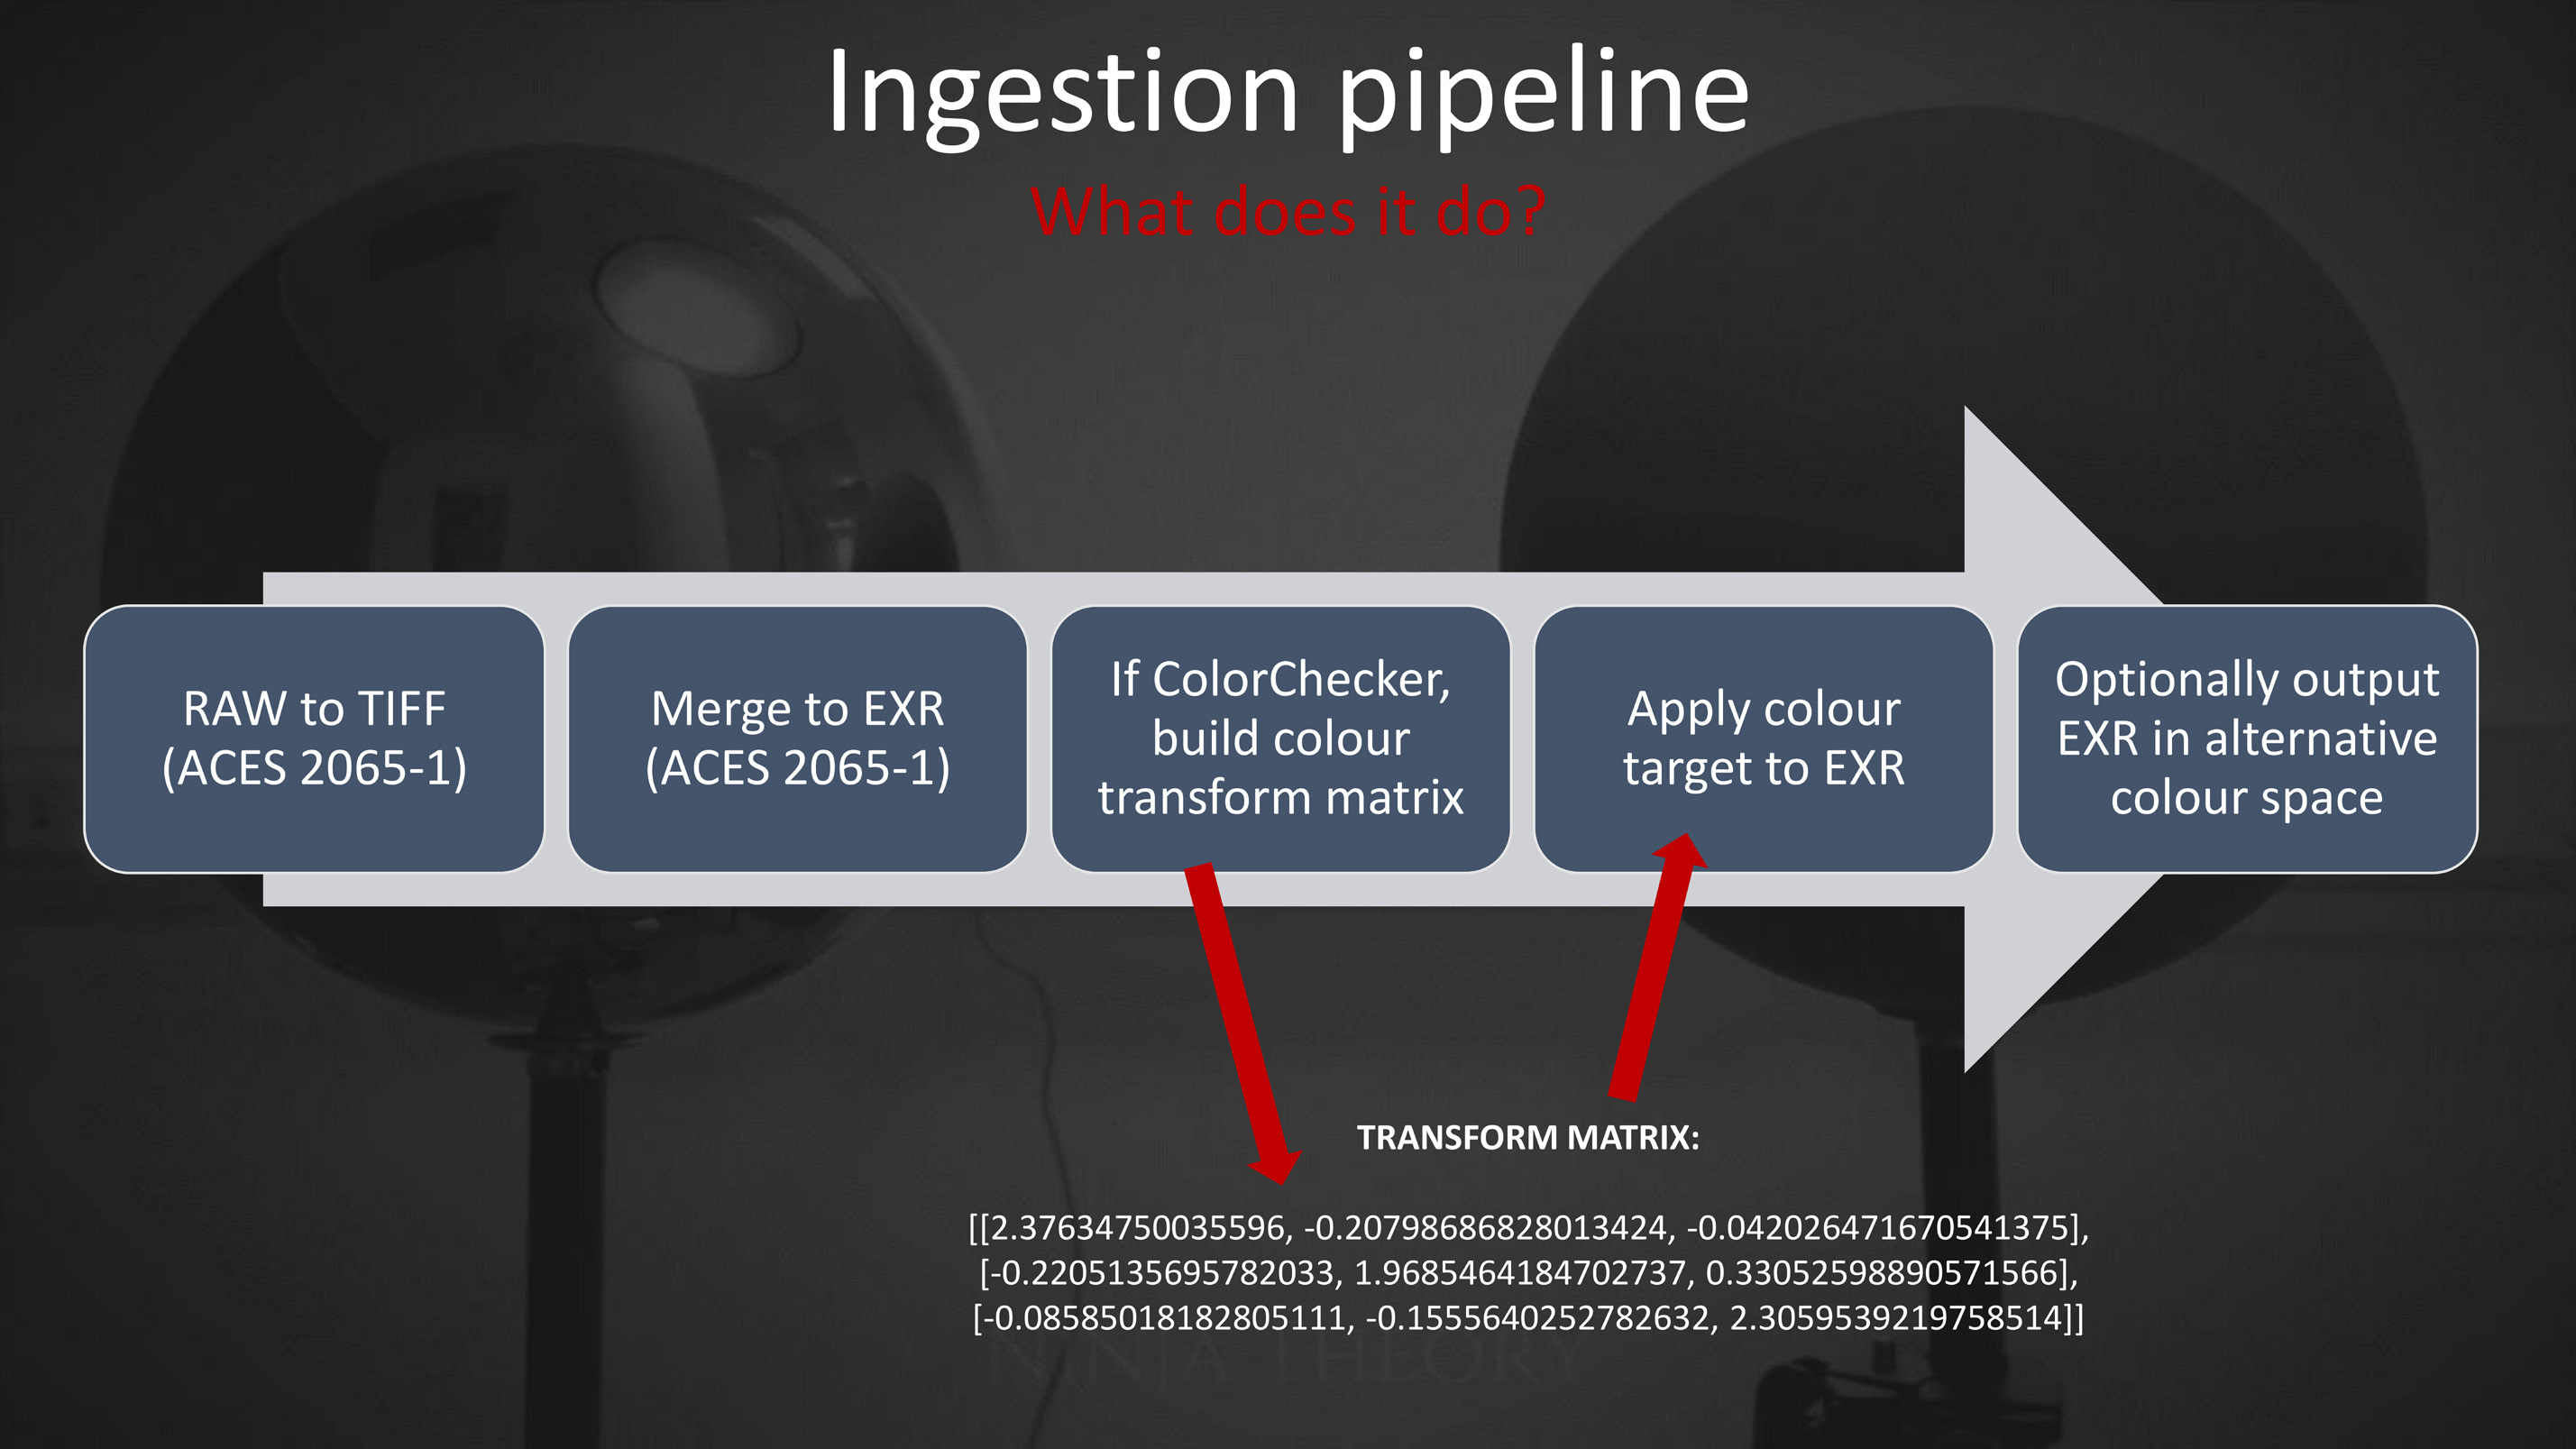 Ingestion pipeline
What does it do?
RAW to TIFF
(ACES 2065-1)
Merge to EXR
(ACES 2065-1)
If ColorChecker,
build colour
transform matrix
Apply colour
target to EXR
Optionally output
EXR in alternative
colour space
TRANSFORM MATRIX:
[[2.37634750035596, -0.20798686828013424, -0.042026471670541375],
[-0.2205135695782033, 1.9685464184702737, 0.33052598890571566],
[-0.08585018182805111, -0.1555640252782632, 2.3059539219758514]]
NINJA THEORY